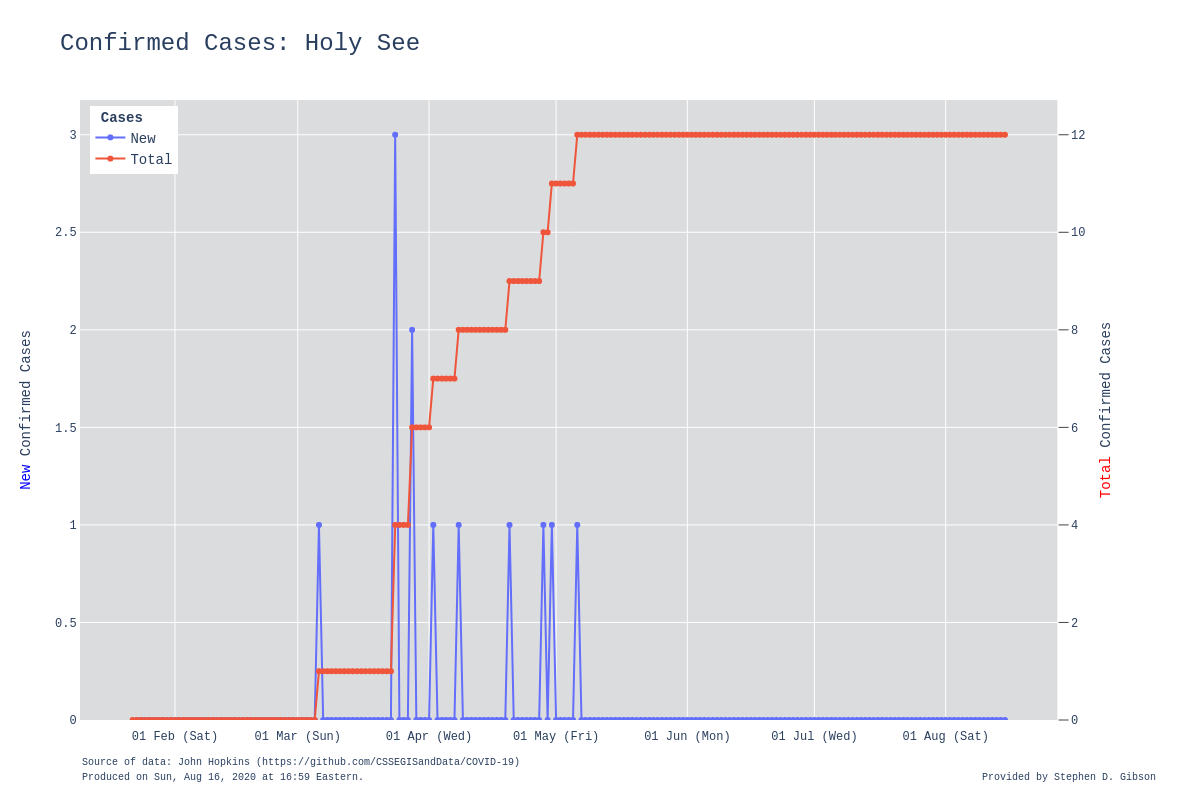 Confirmed Cases: Holy See
Cases
New
Total
3
2.5
2
1.5
1
0.5
0
12
10
8
6
4
2
0
New Confirmed Cases
Total Confirmed Cases
01 Feb (Sat)
01 Mar (Sun)
01 Apr (Wed)
01 May (Fri)
01 Jun (Mon)
01 Jul (Wed)
01 Aug (Sat)
Source of data: John Hopkins (https://github.com/CSSEGISandData/COVID-19)
Produced on Sun, Aug 16, 2020 at 16:59 Eastern.
Provided by Stephen D. Gibson